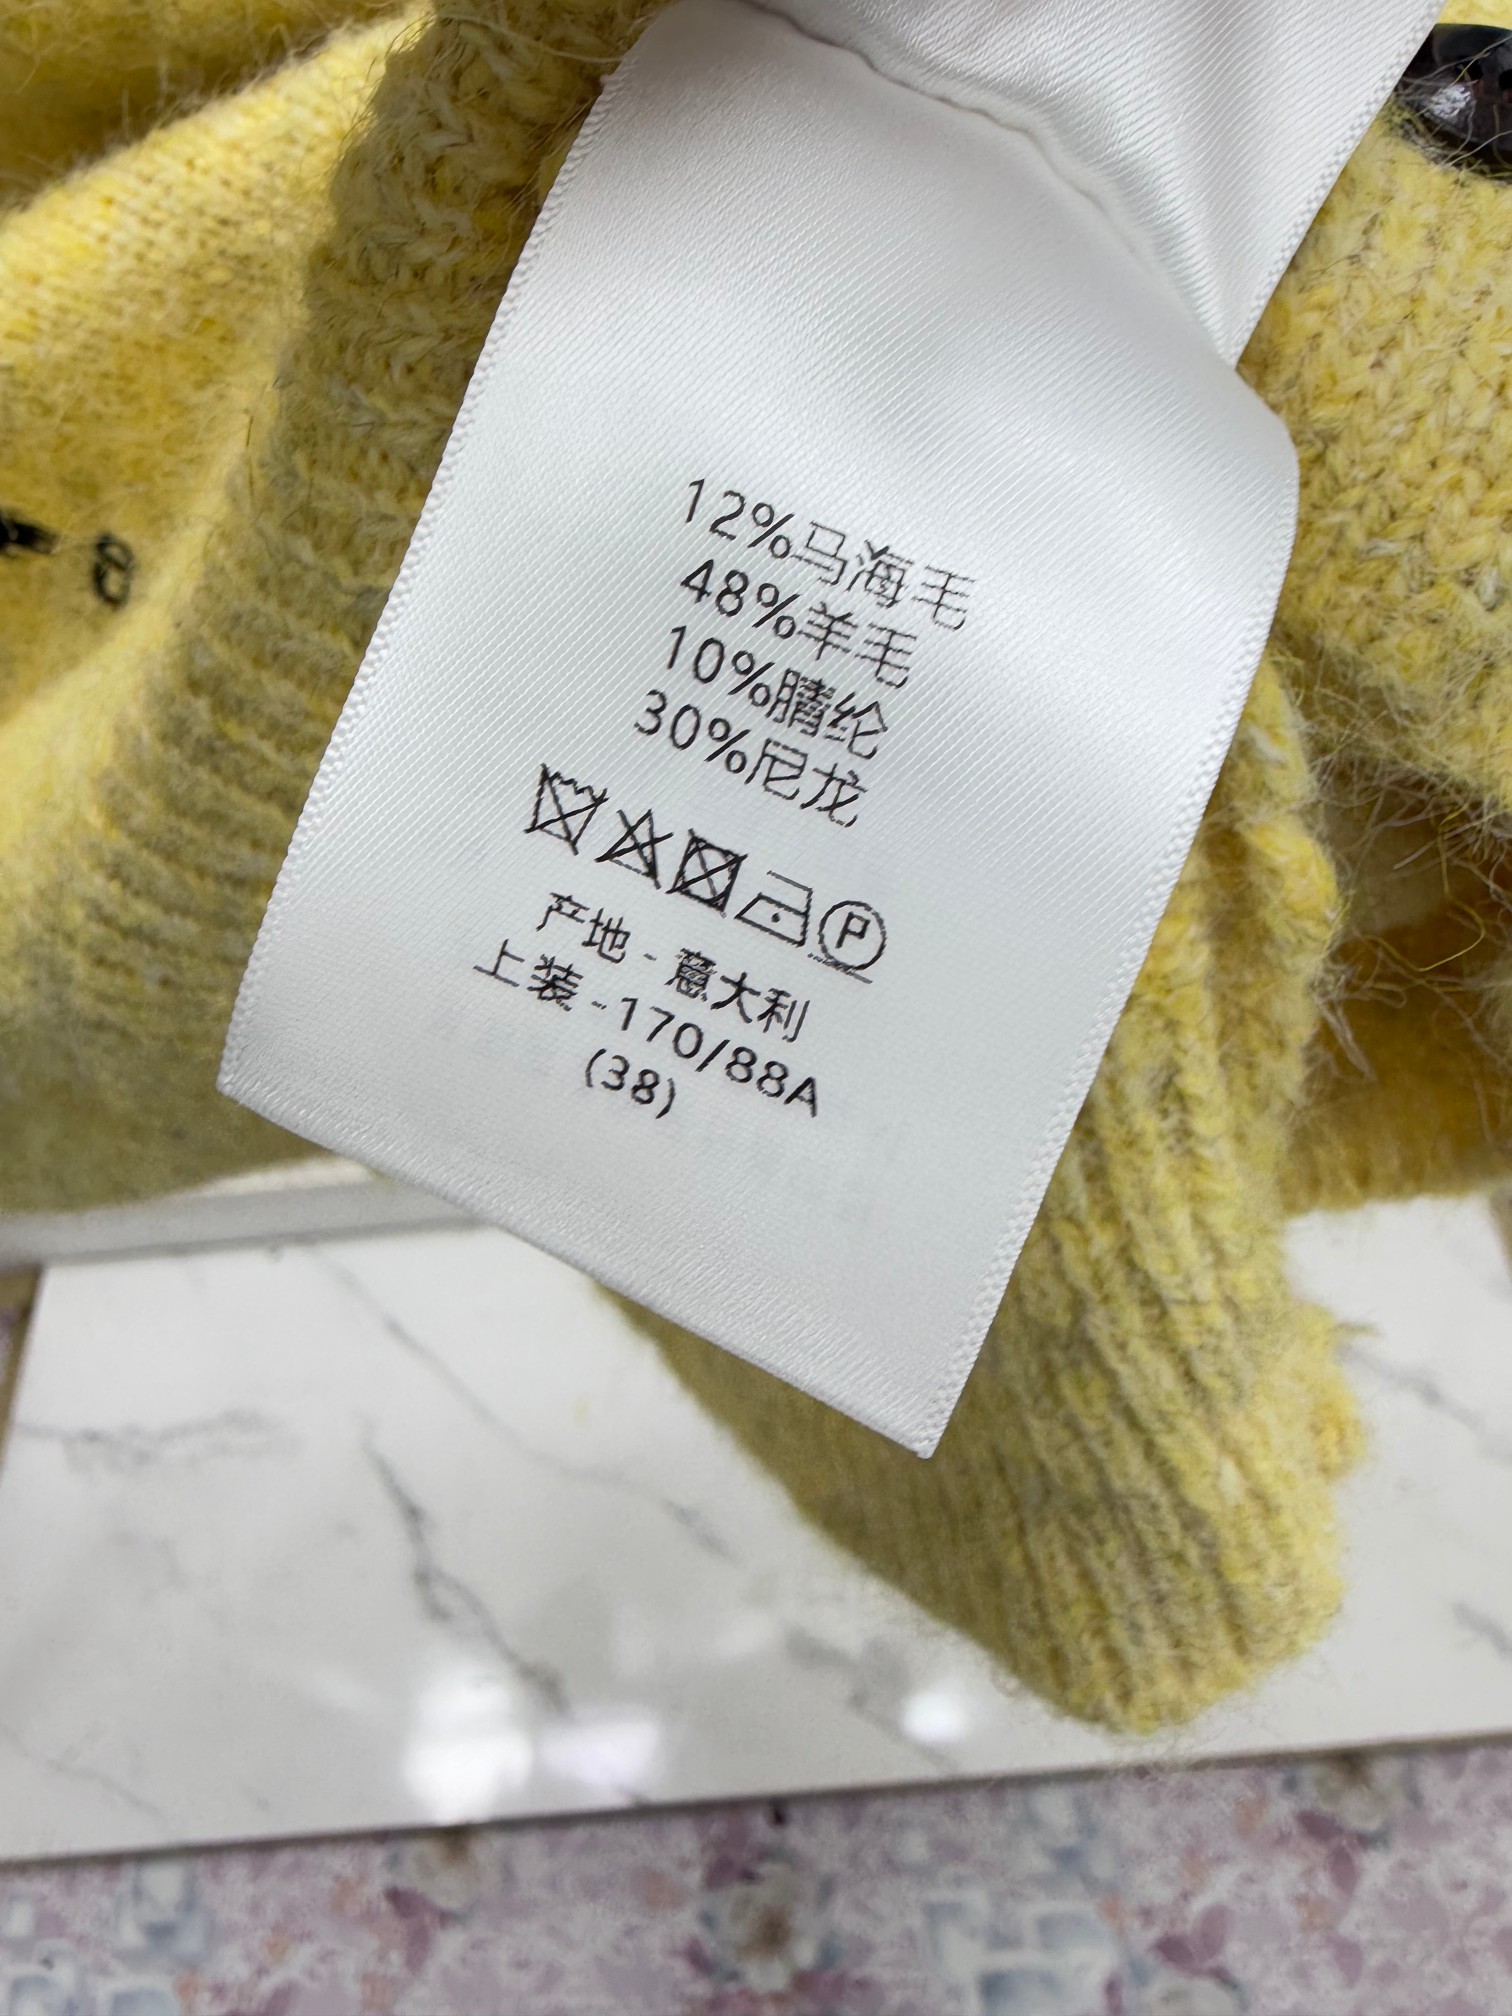 12%马海毛
48%羊毛
10%腈纶
30%尼龙
P
产地 - 意大利
上装 - 170/88A
(38)